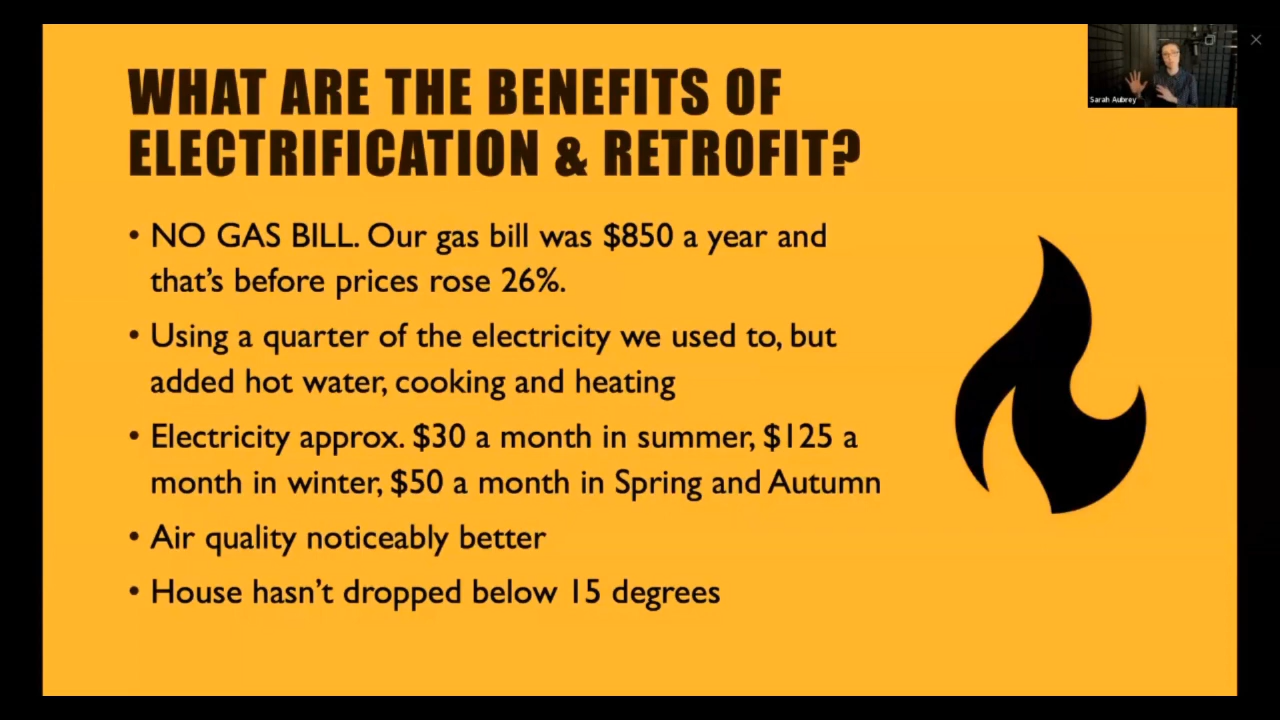 WHAT ARE THE BENEFITS OF
ELECTRIFICATION & RETROFIT?
• NO GAS BILL. Our gas bill was $850 a year and
that's before prices rose 26%.
• Using a quarter of the electricity we used to, but
added hot water, cooking and heating
• Electricity approx. $30 a month in summer, $125 a
month in winter, $50 a month in Spring and Autumn
• Air quality noticeably better
• House hasn't dropped below 15 degrees
Sarah Aubrey